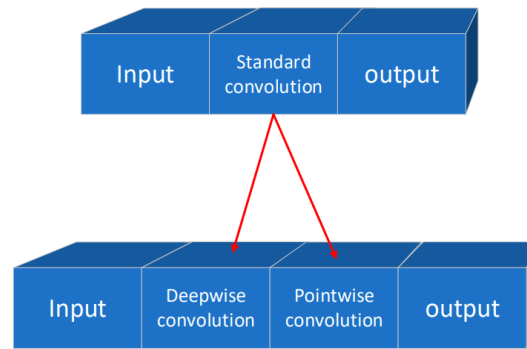 Input
Standard
convolution
output
Input
Deepwise
convolution
Pointwise
convolution
output